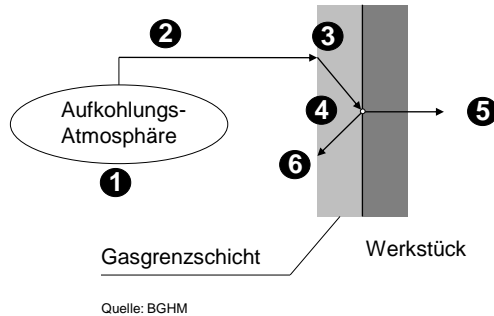 2
3
Aufkohlungs-
Atmosphäre
4
5
1
6
Gasgrenzschicht
Werkstück
Quelle: BGHM